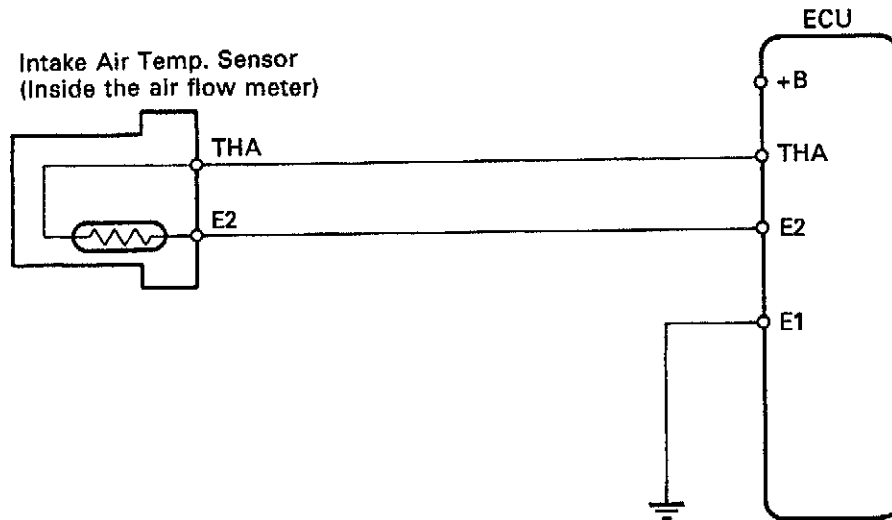 ECU
Intake Air Temp. Sensor
(Inside the air flow meter)
+B
THA
THA
E2
E2
E1